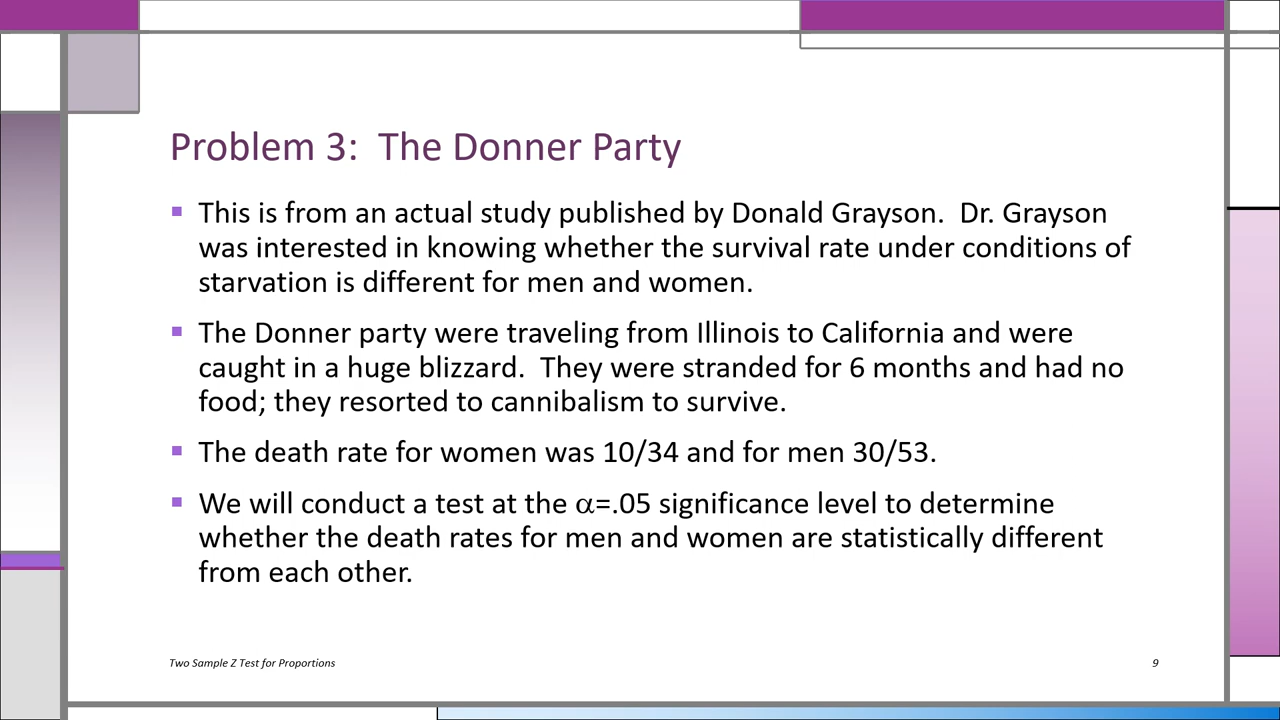 Problem 3:  The Donner Party
▪ This is from an actual study published by Donald Grayson.  Dr. Grayson
was interested in knowing whether the survival rate under conditions of
starvation is different for men and women.
▪ The Donner party were traveling from Illinois to California and were
caught in a huge blizzard.  They were stranded for 6 months and had no
food; they resorted to cannibalism to survive.
▪ The death rate for women was 10/34 and for men 30/53.
▪ We will conduct a test at the α=.05 significance level to determine
whether the death rates for men and women are statistically different
from each other.
Two Sample Z Test for Proportions
9